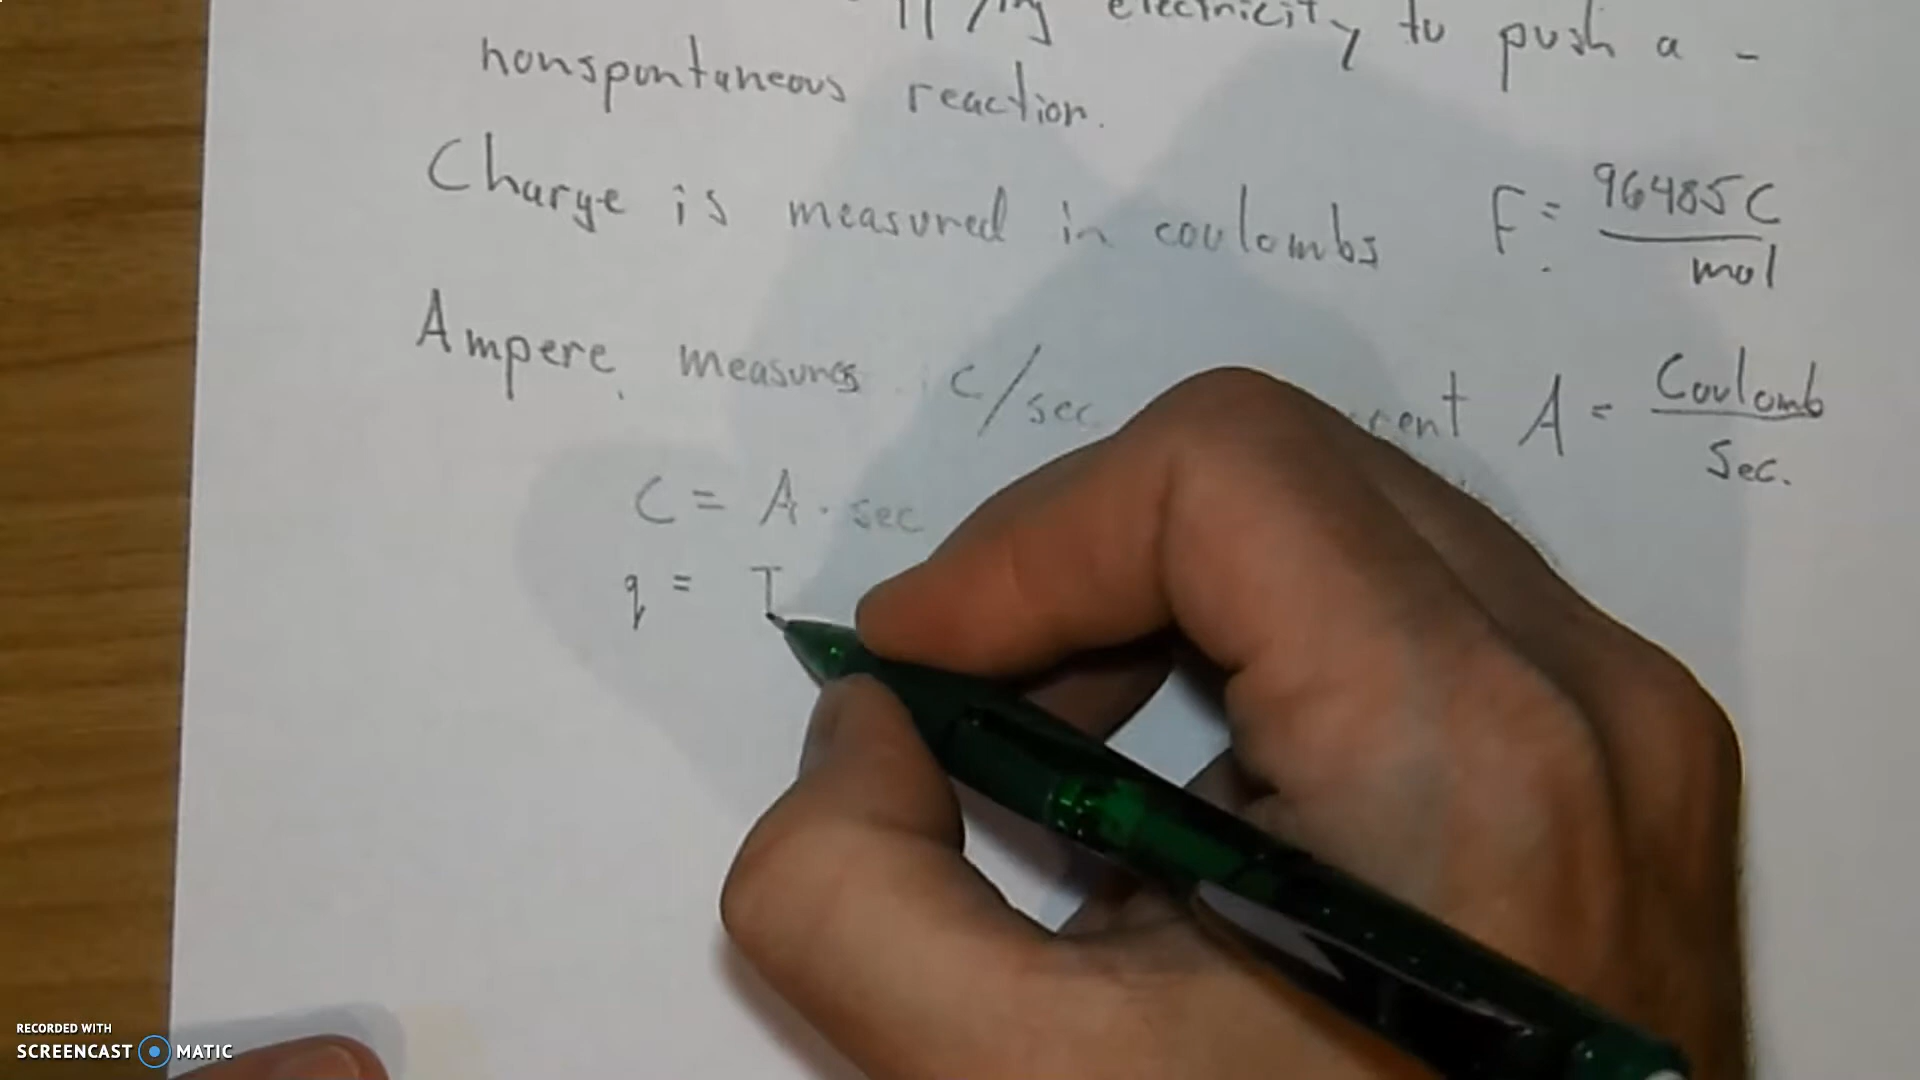 electricity to push a -
nonspontaneous reaction.
Charge is measured in coulombs F = 96485 C
mol
Ampere measures C/sec A = Coulomb
sec.
C = A · sec
q = I
RECORDED WITH
SCREENCAST MATIC